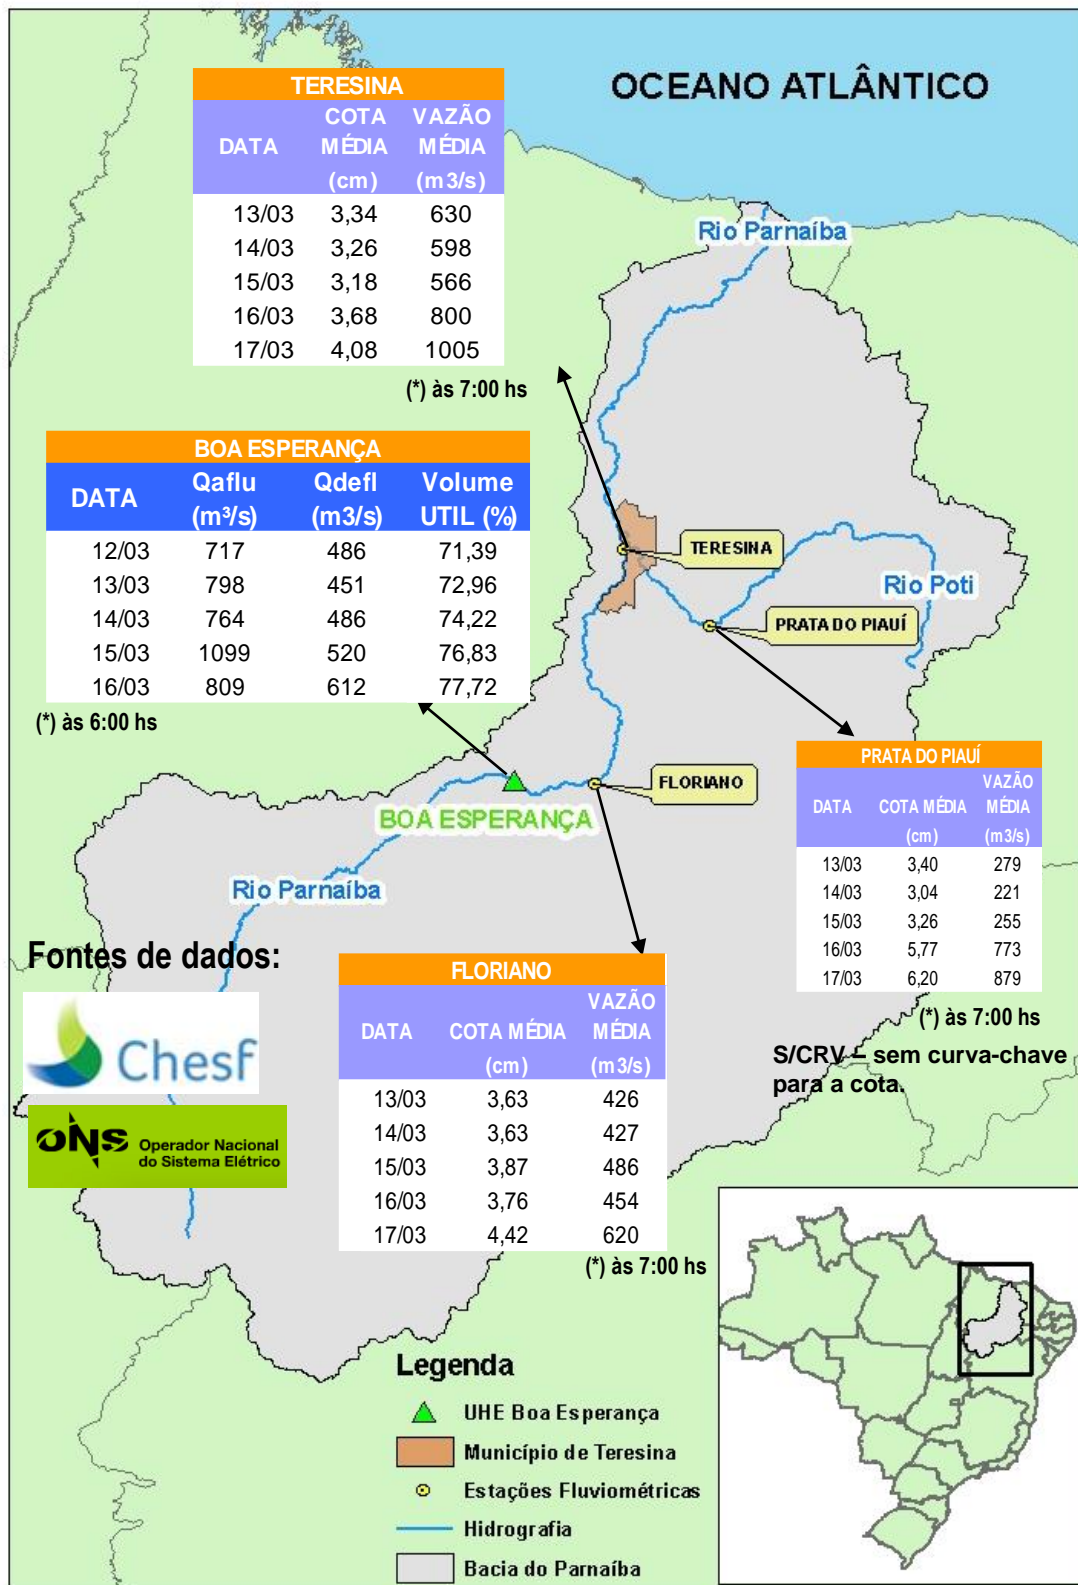 OCEANO ATLÂNTICO
TERESINA
DATA COTA MÉDIA (cm) VAZÃO MÉDIA (m3/s)
13/03 3,34 630
14/03 3,26 598
15/03 3,18 566
16/03 3,68 800
17/03 4,08 1005
(*) às 7:00 hs
Rio Parnaíba
BOA ESPERANÇA
DATA Qaflu (m³/s) Qdefl (m3/s) Volume UTIL (%)
12/03 717 486 71,39
13/03 798 451 72,96
14/03 764 486 74,22
15/03 1099 520 76,83
16/03 809 612 77,72
(*) às 6:00 hs
TERESINA
Rio Poti
PRATA DO PIAUÍ
FLORIANO
BOA ESPERANÇA
Rio Parnaíba
PRATA DO PIAUÍ
DATA COTA MÉDIA (cm) VAZÃO MÉDIA (m3/s)
13/03 3,40 279
14/03 3,04 221
15/03 3,26 255
16/03 5,77 773
17/03 6,20 879
(*) às 7:00 hs
S/CRV – sem curva-chave
para a cota.
Fontes de dados:
Chesf
ONS Operador Nacional
do Sistema Elétrico
FLORIANO
DATA COTA MÉDIA (cm) VAZÃO MÉDIA (m3/s)
13/03 3,63 426
14/03 3,63 427
15/03 3,87 486
16/03 3,76 454
17/03 4,42 620
(*) às 7:00 hs
Legenda
UHE Boa Esperança
Município de Teresina
Estações Fluviométricas
Hidrografia
Bacia do Parnaíba